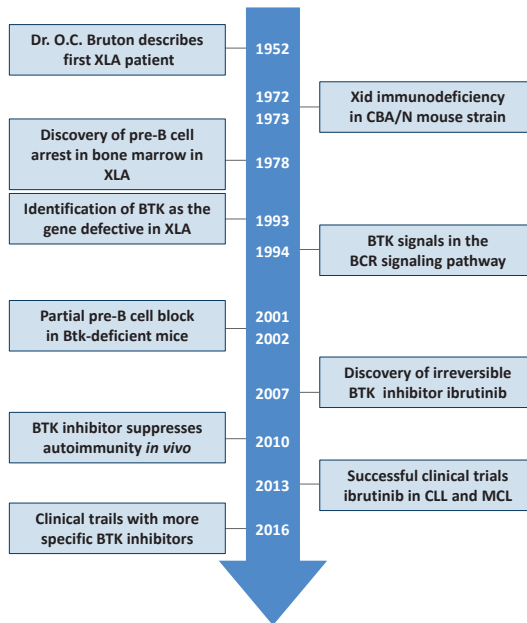 Dr. O.C. Bruton describes
first XLA patient
1952
1972
1973
Xid immunodeficiency
in CBA/N mouse strain
Discovery of pre-B cell
arrest in bone marrow in
XLA
1978
Identification of BTK as the
gene defective in XLA
1993
1994
BTK signals in the
BCR signaling pathway
Partial pre-B cell block
in Btk-deficient mice
2001
2002
2007
Discovery of irreversible
BTK inhibitor ibrutinib
BTK inhibitor suppresses
autoimmunity in vivo
2010
2013
Successful clinical trials
ibrutinib in CLL and MCL
Clinical trails with more
specific BTK inhibitors
2016